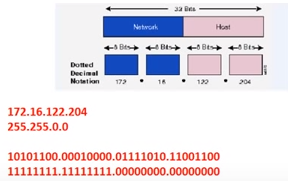 32 Bits
Network Host
8 Bits 8 Bits 8 Bits 8 Bits
Dotted
Decimal
Notation 172 • 16 • 122 • 204
172.16.122.204
255.255.0.0
10101100.00010000.01111010.11001100
11111111.11111111.00000000.00000000